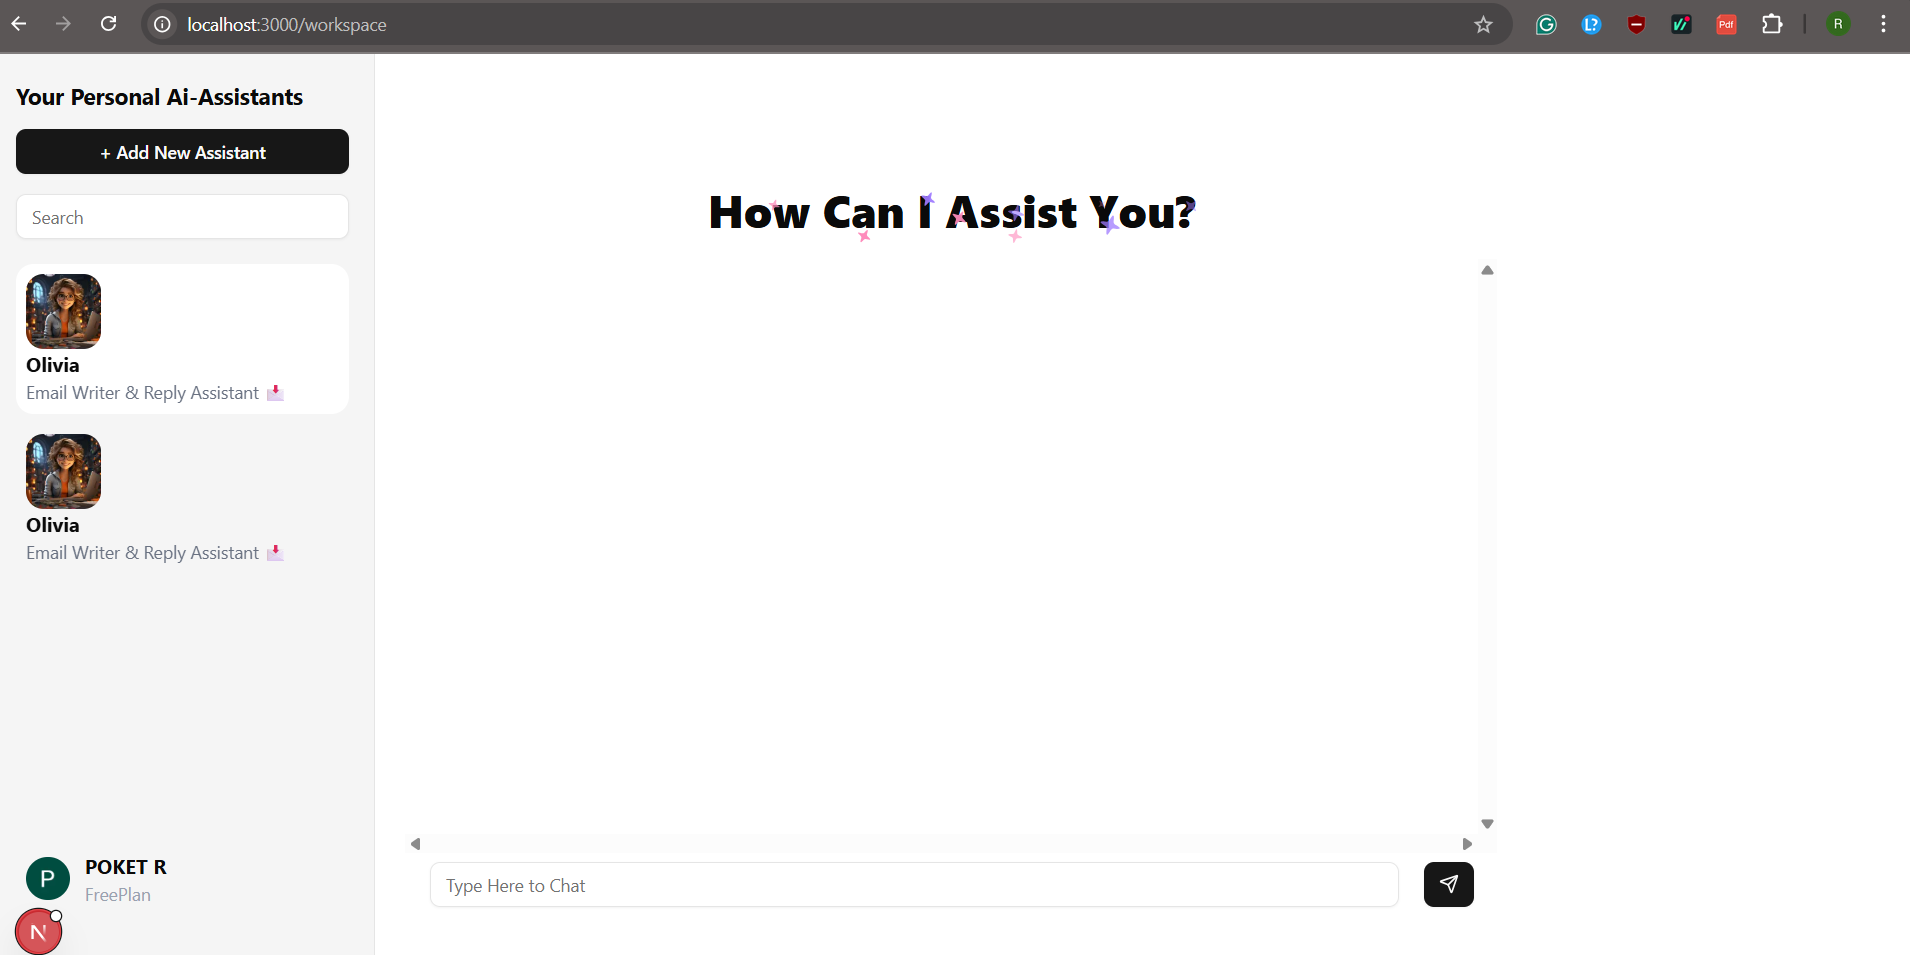 localhost:3000/workspace
Pdf
R
Your Personal Ai-Assistants
+ Add New Assistant
Search
Olivia
Email Writer & Reply Assistant
Olivia
Email Writer & Reply Assistant
P
POKET R
FreePlan
N
How Can I Assist You?
Type Here to Chat